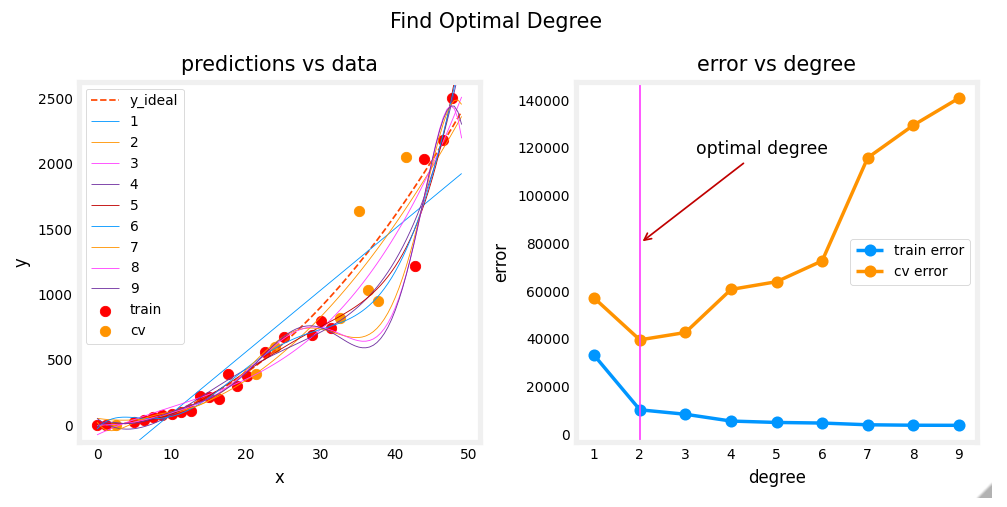 Find Optimal Degree
predictions vs data
y_ideal
1
2
3
4
5
6
7
8
9
train
cv
2500
2000
1500
1000
500
0
y
0 10 20 30 40 50
x
error vs degree
optimal degree
train error
cv error
140000
120000
100000
80000
60000
40000
20000
0
error
1 2 3 4 5 6 7 8 9
degree